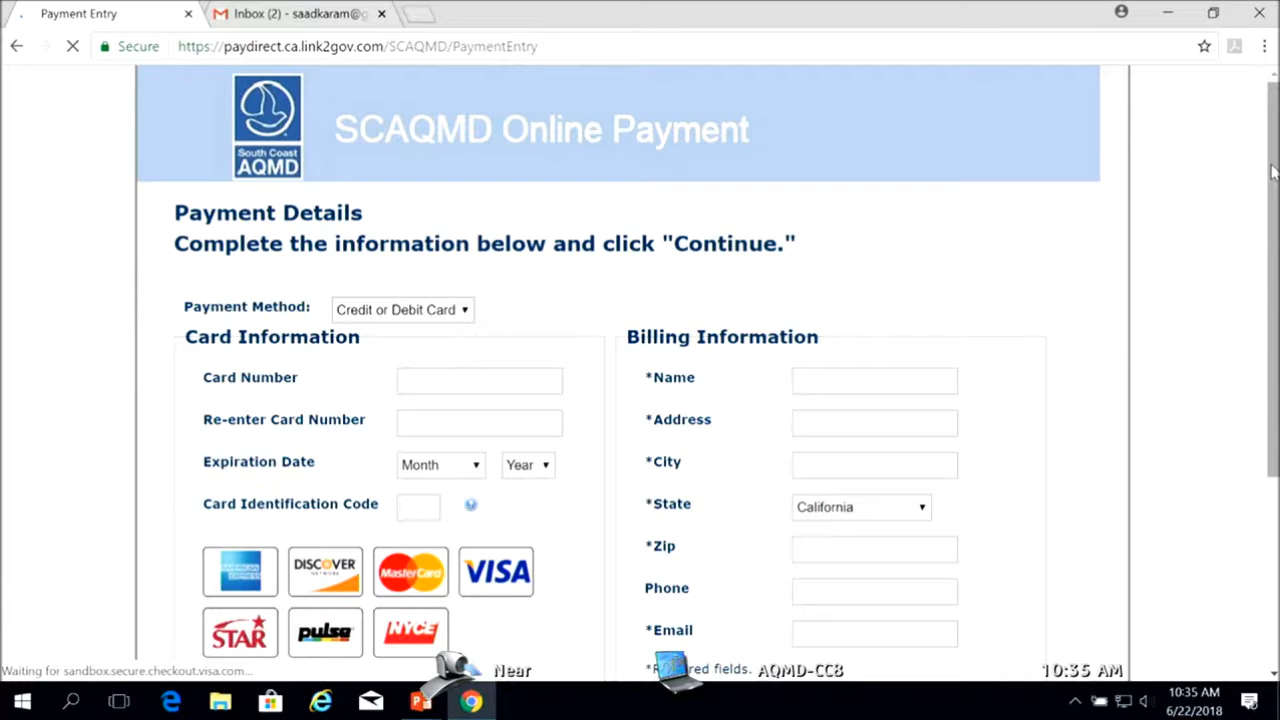 Payment Entry
Inbox (2) - saadkaram@g
Secure https://paydirect.ca.link2gov.com/SCAQMD/PaymentEntry
South Coast
AQMD
SCAQMD Online Payment
Payment Details
Complete the information below and click "Continue."
Payment Method: Credit or Debit Card
Card Information
Billing Information
Card Number
*Name
Re-enter Card Number
*Address
Expiration Date Month Year
*City
Card Identification Code
*State California
*Zip
AMERICAN EXPRESS
DISCOVER
NETWORK
MasterCard
VISA
Phone
STAR
pulse
NYCE
*Email
Waiting for sandbox.secure.checkout.visa.com...
Near
fields.
AQMD-CC8
10:35 AM
10:35 AM
6/22/2018